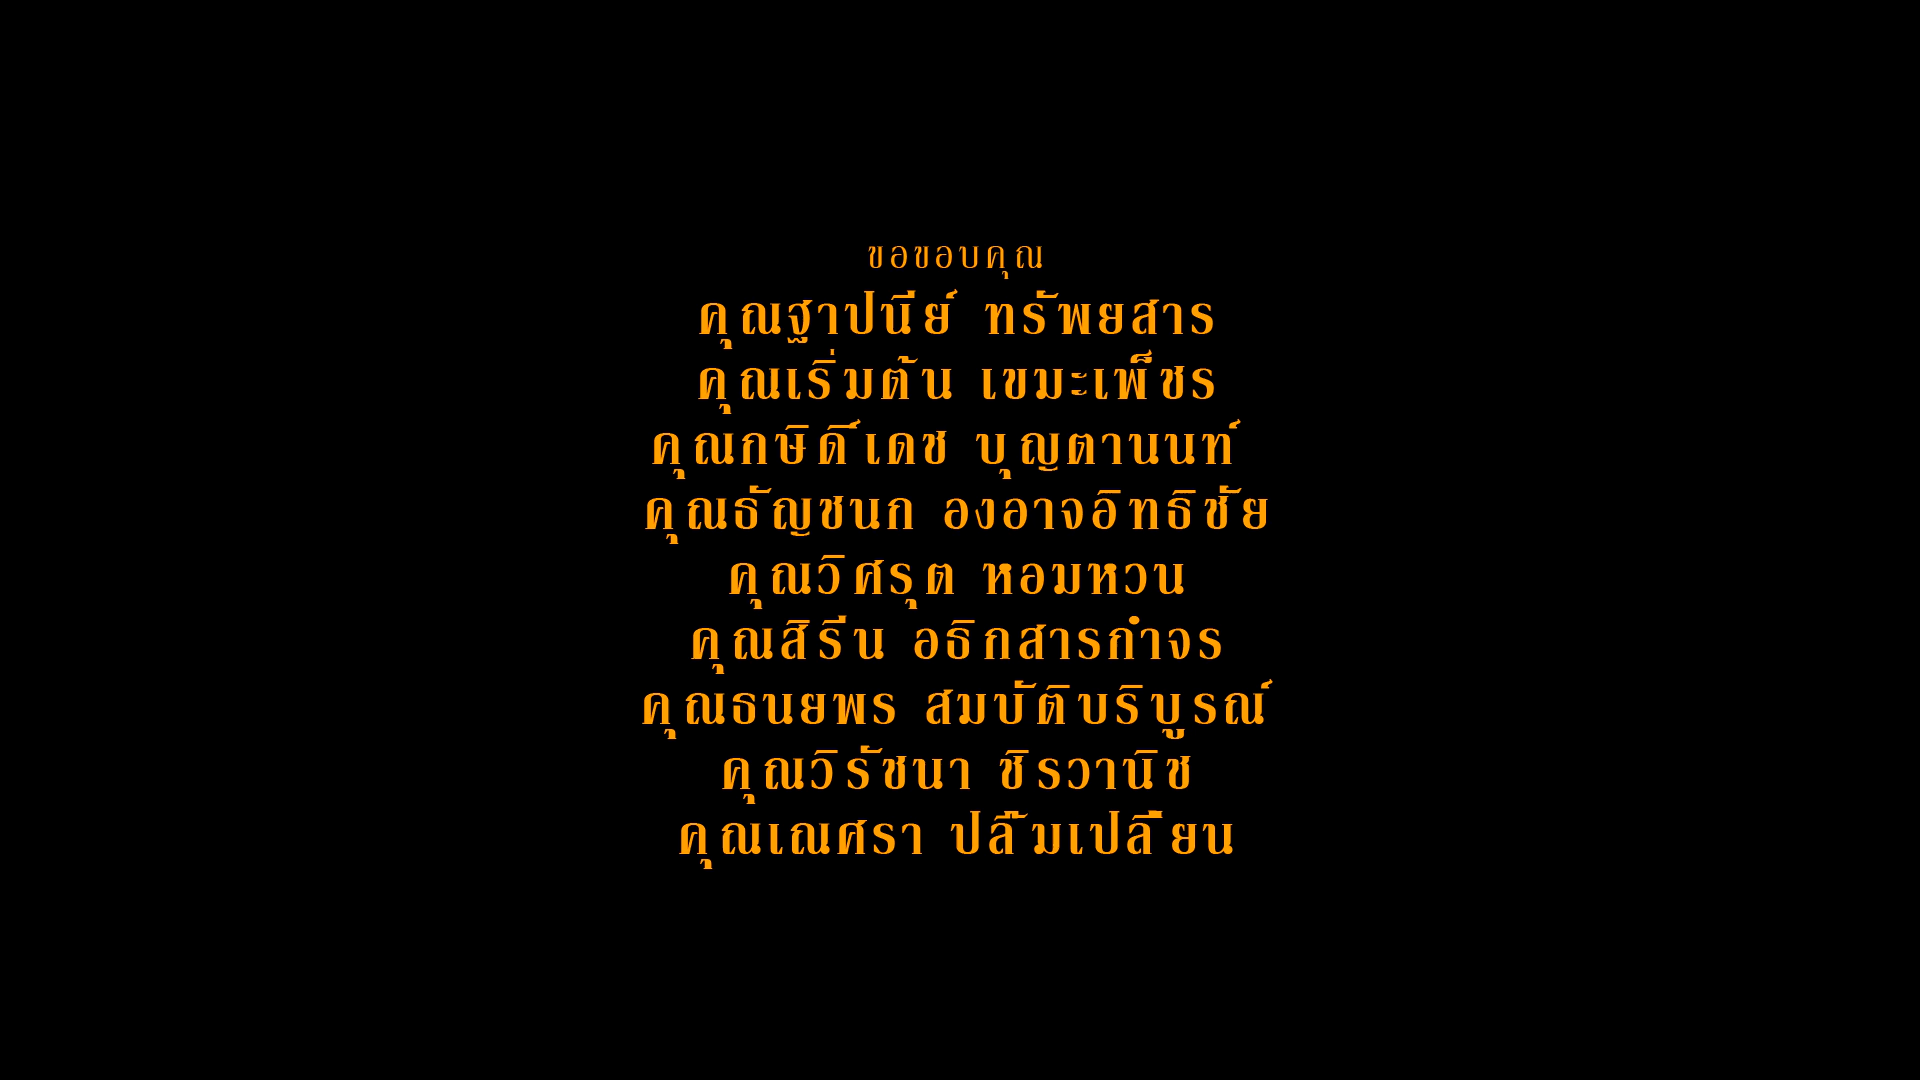 ขอขอบคุณ
คุณฐาปนีย์ ทรัพยสาร
คุณเริ่มต้น เขมะเพ็ชร
คุณกษิดิ์เดช บุญตานนท์
คุณธัญชนก องอาจอิทธิชัย
คุณวิศรุต หอมหวน
คุณสิรีน อธิกสารกำจร
คุณธนยพร สมบัติบริบูรณ์
คุณวิรัชนา ชิรวานิช
คุณเณศรา ปลื้มเปลี่ยน